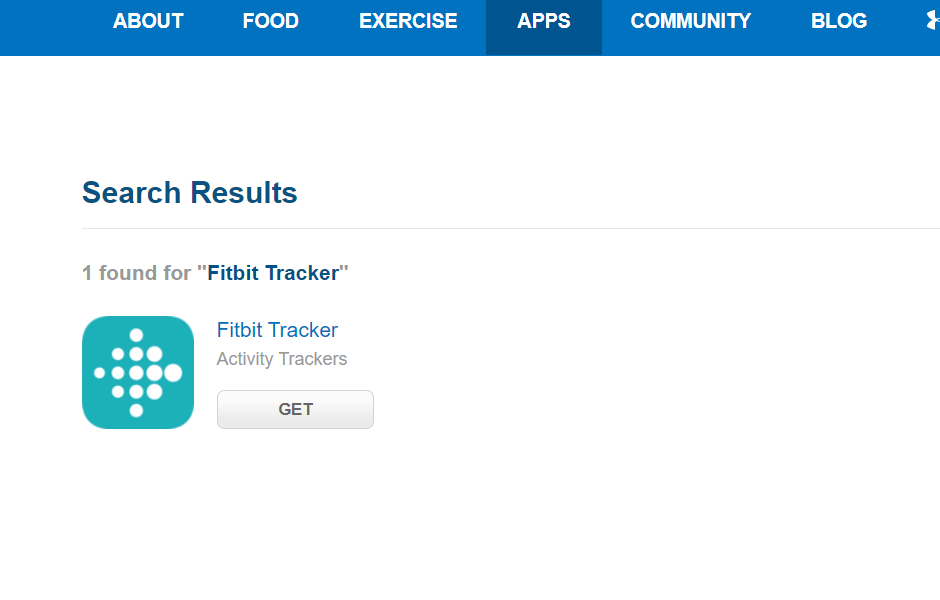 ABOUT FOOD EXERCISE APPS COMMUNITY BLOG
Search Results
1 found for "Fitbit Tracker"
Fitbit Tracker
Activity Trackers
GET